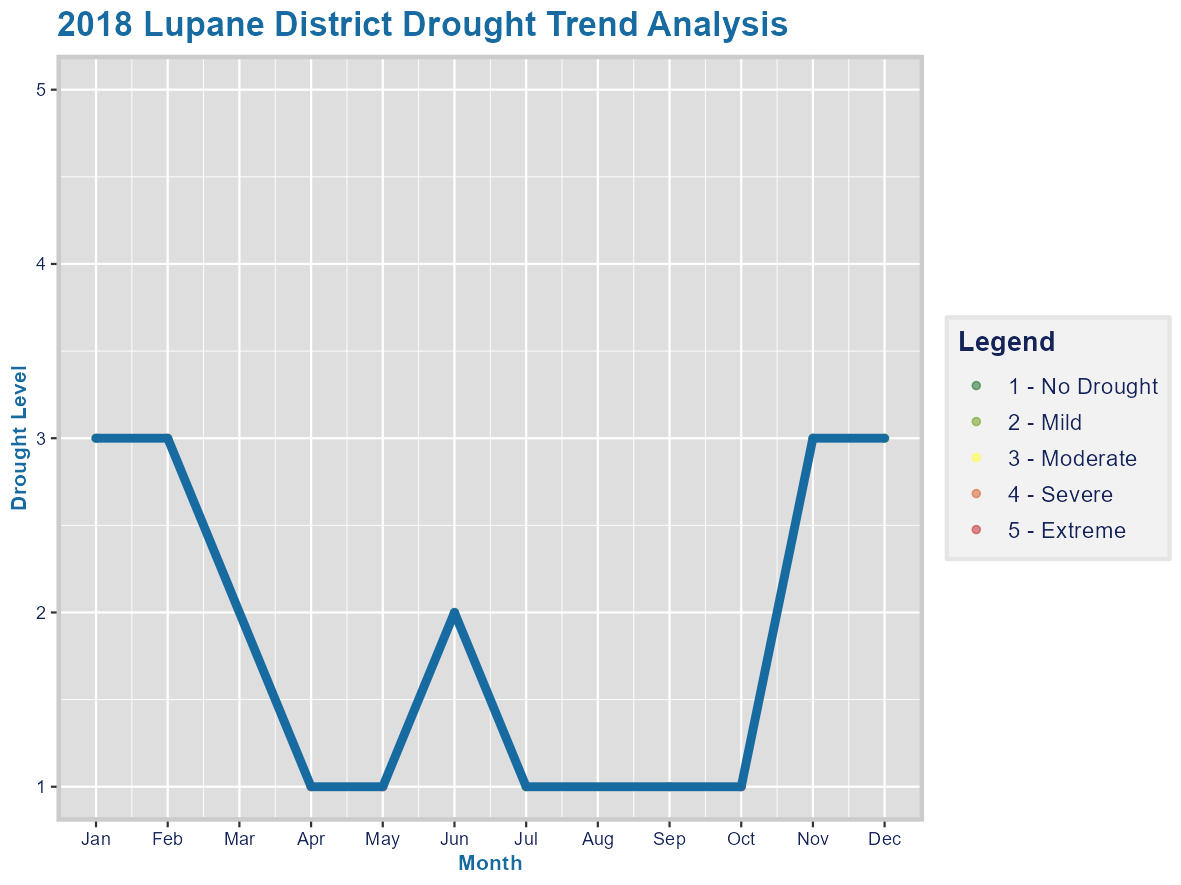 2018 Lupane District Drought Trend Analysis
5
4
3
2
1
Drought Level
Jan Feb Mar Apr May Jun Jul Aug Sep Oct Nov Dec
Month
Legend
1 - No Drought
2 - Mild
3 - Moderate
4 - Severe
5 - Extreme